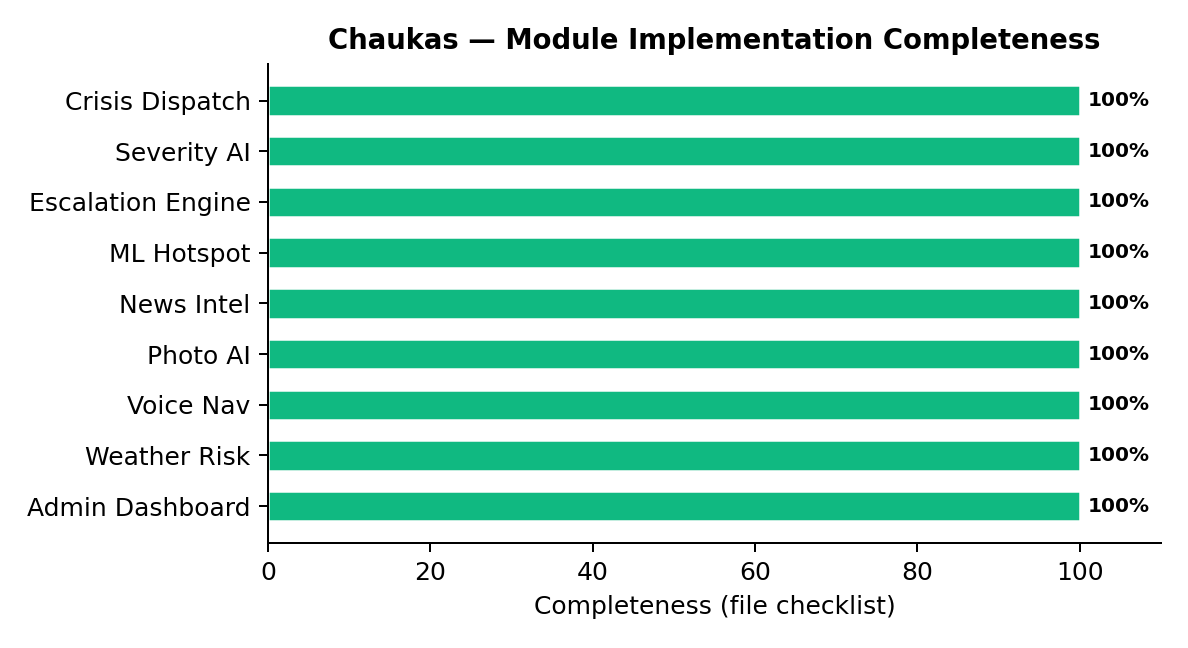 Chaukas — Module Implementation Completeness
Crisis Dispatch 100%
Severity AI 100%
Escalation Engine 100%
ML Hotspot 100%
News Intel 100%
Photo AI 100%
Voice Nav 100%
Weather Risk 100%
Admin Dashboard 100%
0 20 40 60 80 100
Completeness (file checklist)